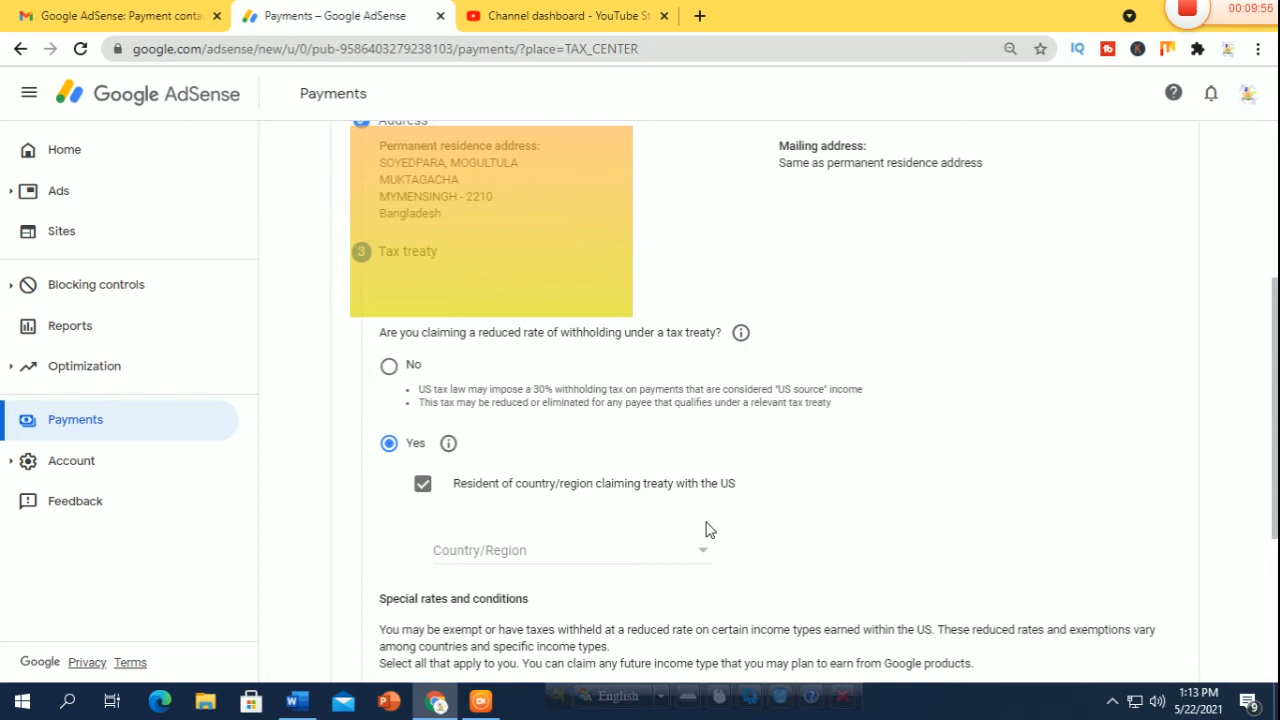 Google AdSense: Payment conta
Payments – Google AdSense
Channel dashboard - YouTube St
00:09:56
google.com/adsense/new/u/0/pub-9586403279238103/payments/?place=TAX_CENTER
IQ
Google AdSense
Payments
Home
Ads
Sites
Blocking controls
Reports
Optimization
Payments
Account
Feedback
Google Privacy Terms
Address
Permanent residence address:
SOYEDPARA, MOGULTULA
MUKTAGACHA
MYMENSINGH - 2210
Bangladesh
Mailing address:
Same as permanent residence address
3 Tax treaty
Are you claiming a reduced rate of withholding under a tax treaty?
No
• US tax law may impose a 30% withholding tax on payments that are considered "US source" income
• This tax may be reduced or eliminated for any payee that qualifies under a relevant tax treaty
Yes
Resident of country/region claiming treaty with the US
Country/Region
Special rates and conditions
You may be exempt or have taxes withheld at a reduced rate on certain income types earned within the US. These reduced rates and exemptions vary
among countries and specific income types.
Select all that apply to you. You can claim any future income type that you may plan to earn from Google products.
English
1:13 PM
5/22/2021
9